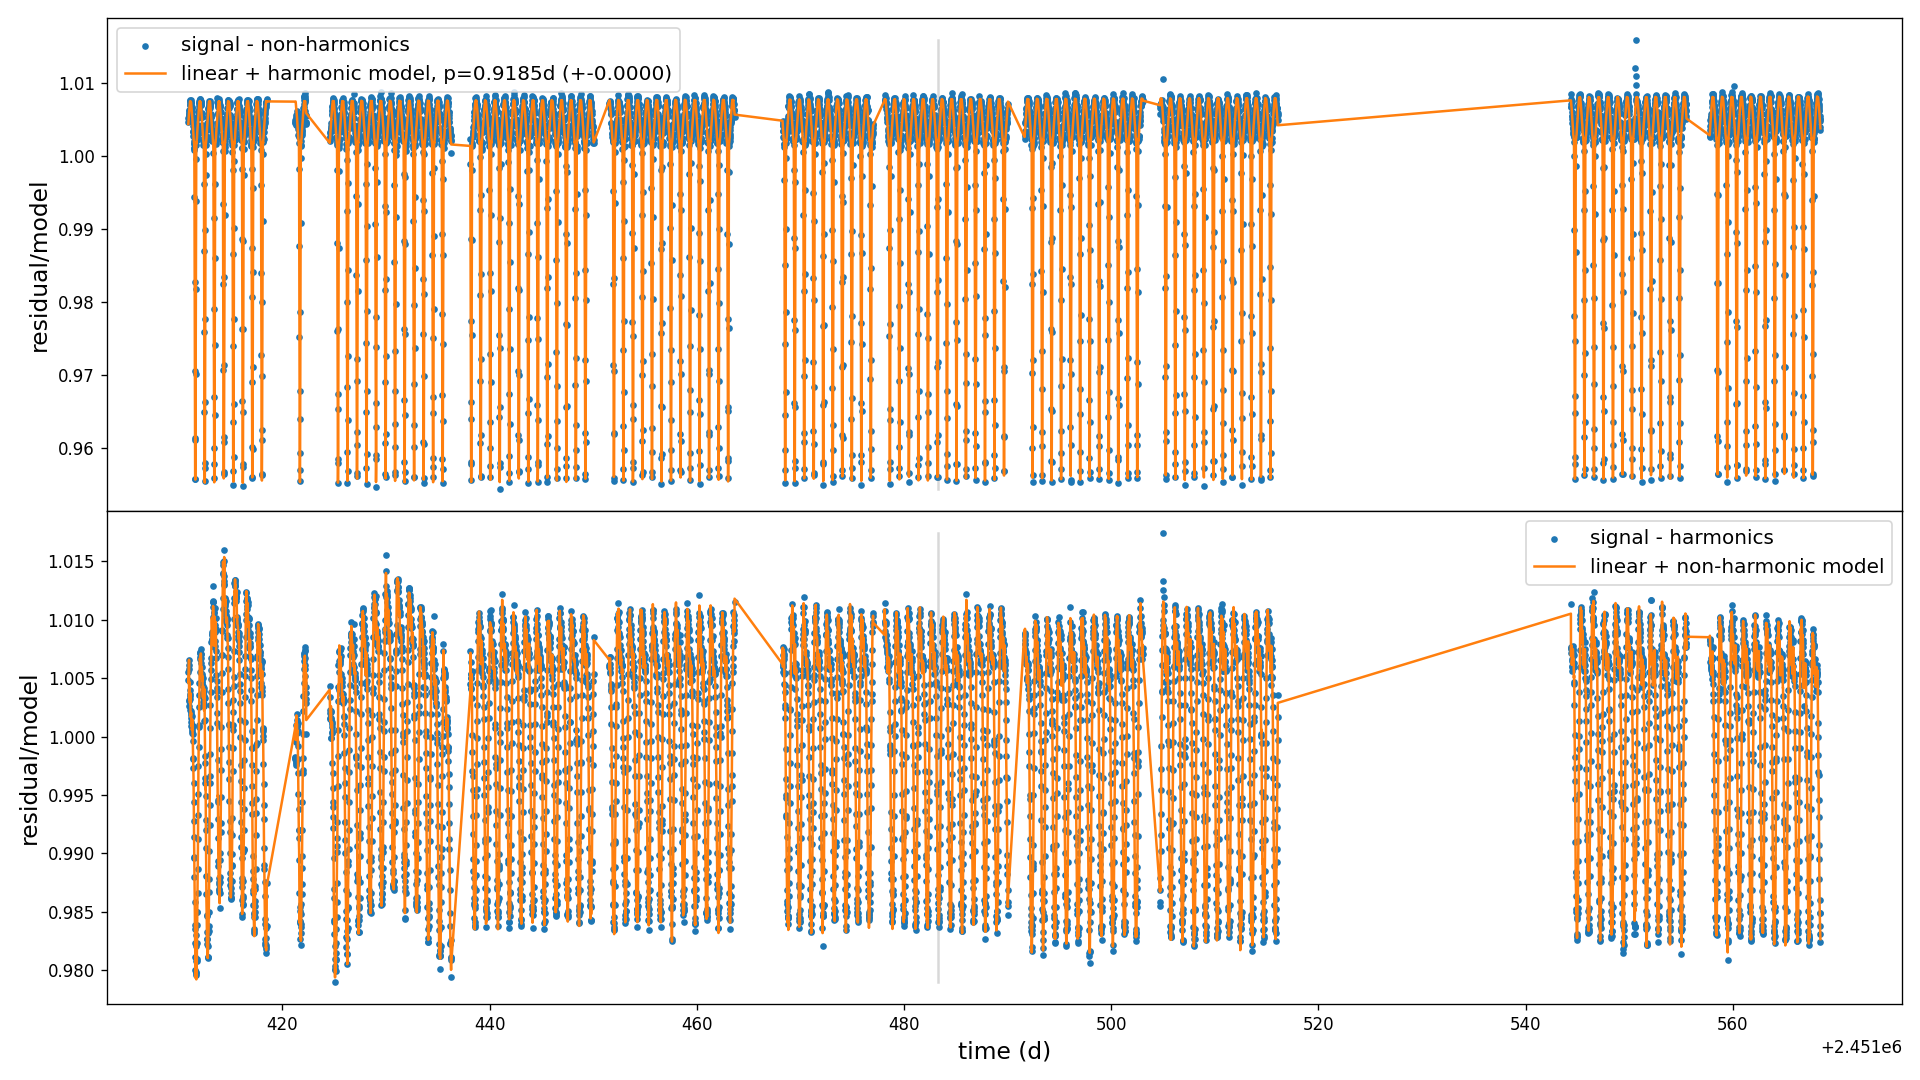 signal - non-harmonics
linear + harmonic model, p=0.9185d (+-0.0000)
residual/model
1.01
1.00
0.99
0.98
0.97
0.96
signal - harmonics
linear + non-harmonic model
residual/model
1.015
1.010
1.005
1.000
0.995
0.990
0.985
0.980
420 440 460 480 500 520 540 560
time (d)
+2.451e6